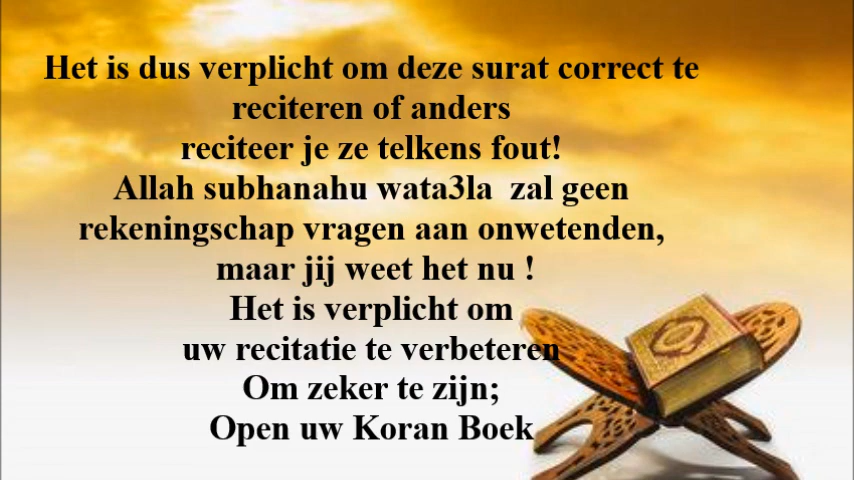 Het is dus verplicht om deze surat correct te
reciteren of anders
reciteer je ze telkens fout!
Allah subhanahu wata3la  zal geen
rekeningschap vragen aan onwetenden,
maar jij weet het nu !
Het is verplicht om
uw recitatie te verbeteren
Om zeker te zijn;
Open uw Koran Boek